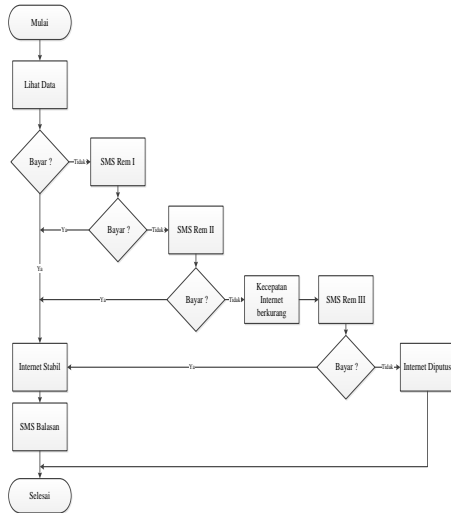 Mulai
Lihat Data
Bayar ?
Tidak
SMS Rem I
Bayar ?
Ya
Tidak
SMS Rem II
Ya
Bayar ?
Ya
Tidak
Kecepatan
Internet
berkurang
SMS Rem III
Bayar ?
Ya
Tidak
Internet Diputus
Internet Stabil
SMS Balasan
Selesai